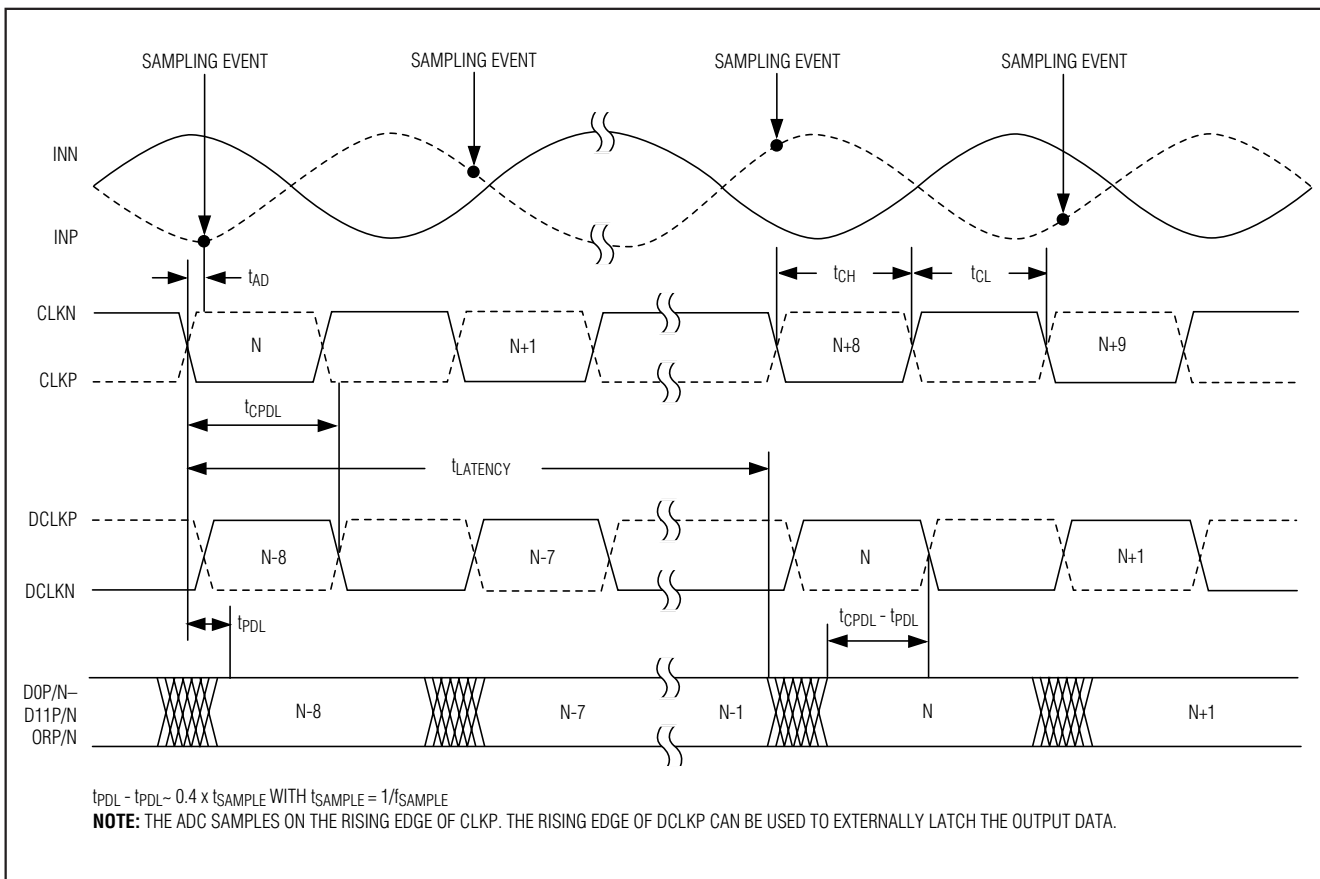 SAMPLING EVENT SAMPLING EVENT SAMPLING EVENT SAMPLING EVENT
INN
INP
tAD tCH tCL
CLKN
N N+1 N+8 N+9
CLKP
tCPDL
tLATENCY
DCLKP
N-8 N-7 N N+1
DCLKN
tPDL tCPDL - tPDL
D0P/N–
D11P/N
ORP/N
N-8 N-7 N-1 N N+1
tPDL - tPDL~ 0.4 x tSAMPLE WITH tSAMPLE = 1/fSAMPLE
NOTE: THE ADC SAMPLES ON THE RISING EDGE OF CLKP. THE RISING EDGE OF DCLKP CAN BE USED TO EXTERNALLY LATCH THE OUTPUT DATA.